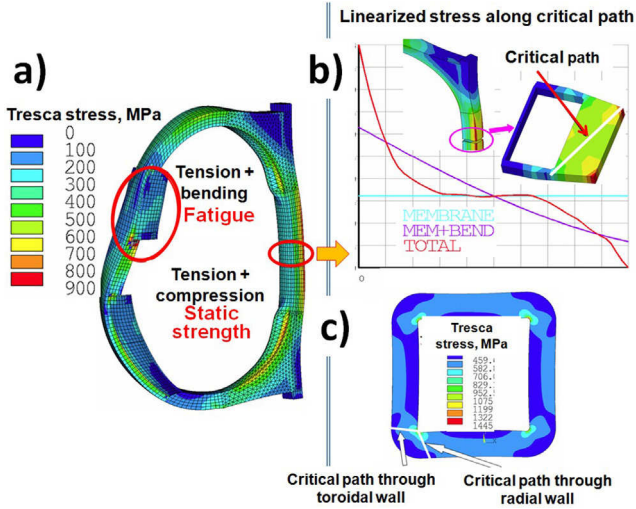 Linearized stress along critical path
a)
Tresca stress, MPa
0
100
200
300
400
500
600
700
800
900
Tension +
bending
Fatigue
Tension +
compression
Static
strength
b)
Critical path
MEMBRANE
MEM+BEND
TOTAL
0
c)
Tresca
stress, MPa
459.
582.
706.
829.
952.
1075
1199
1322
1445
Critical path through
toroidal wall
Critical path through
radial wall